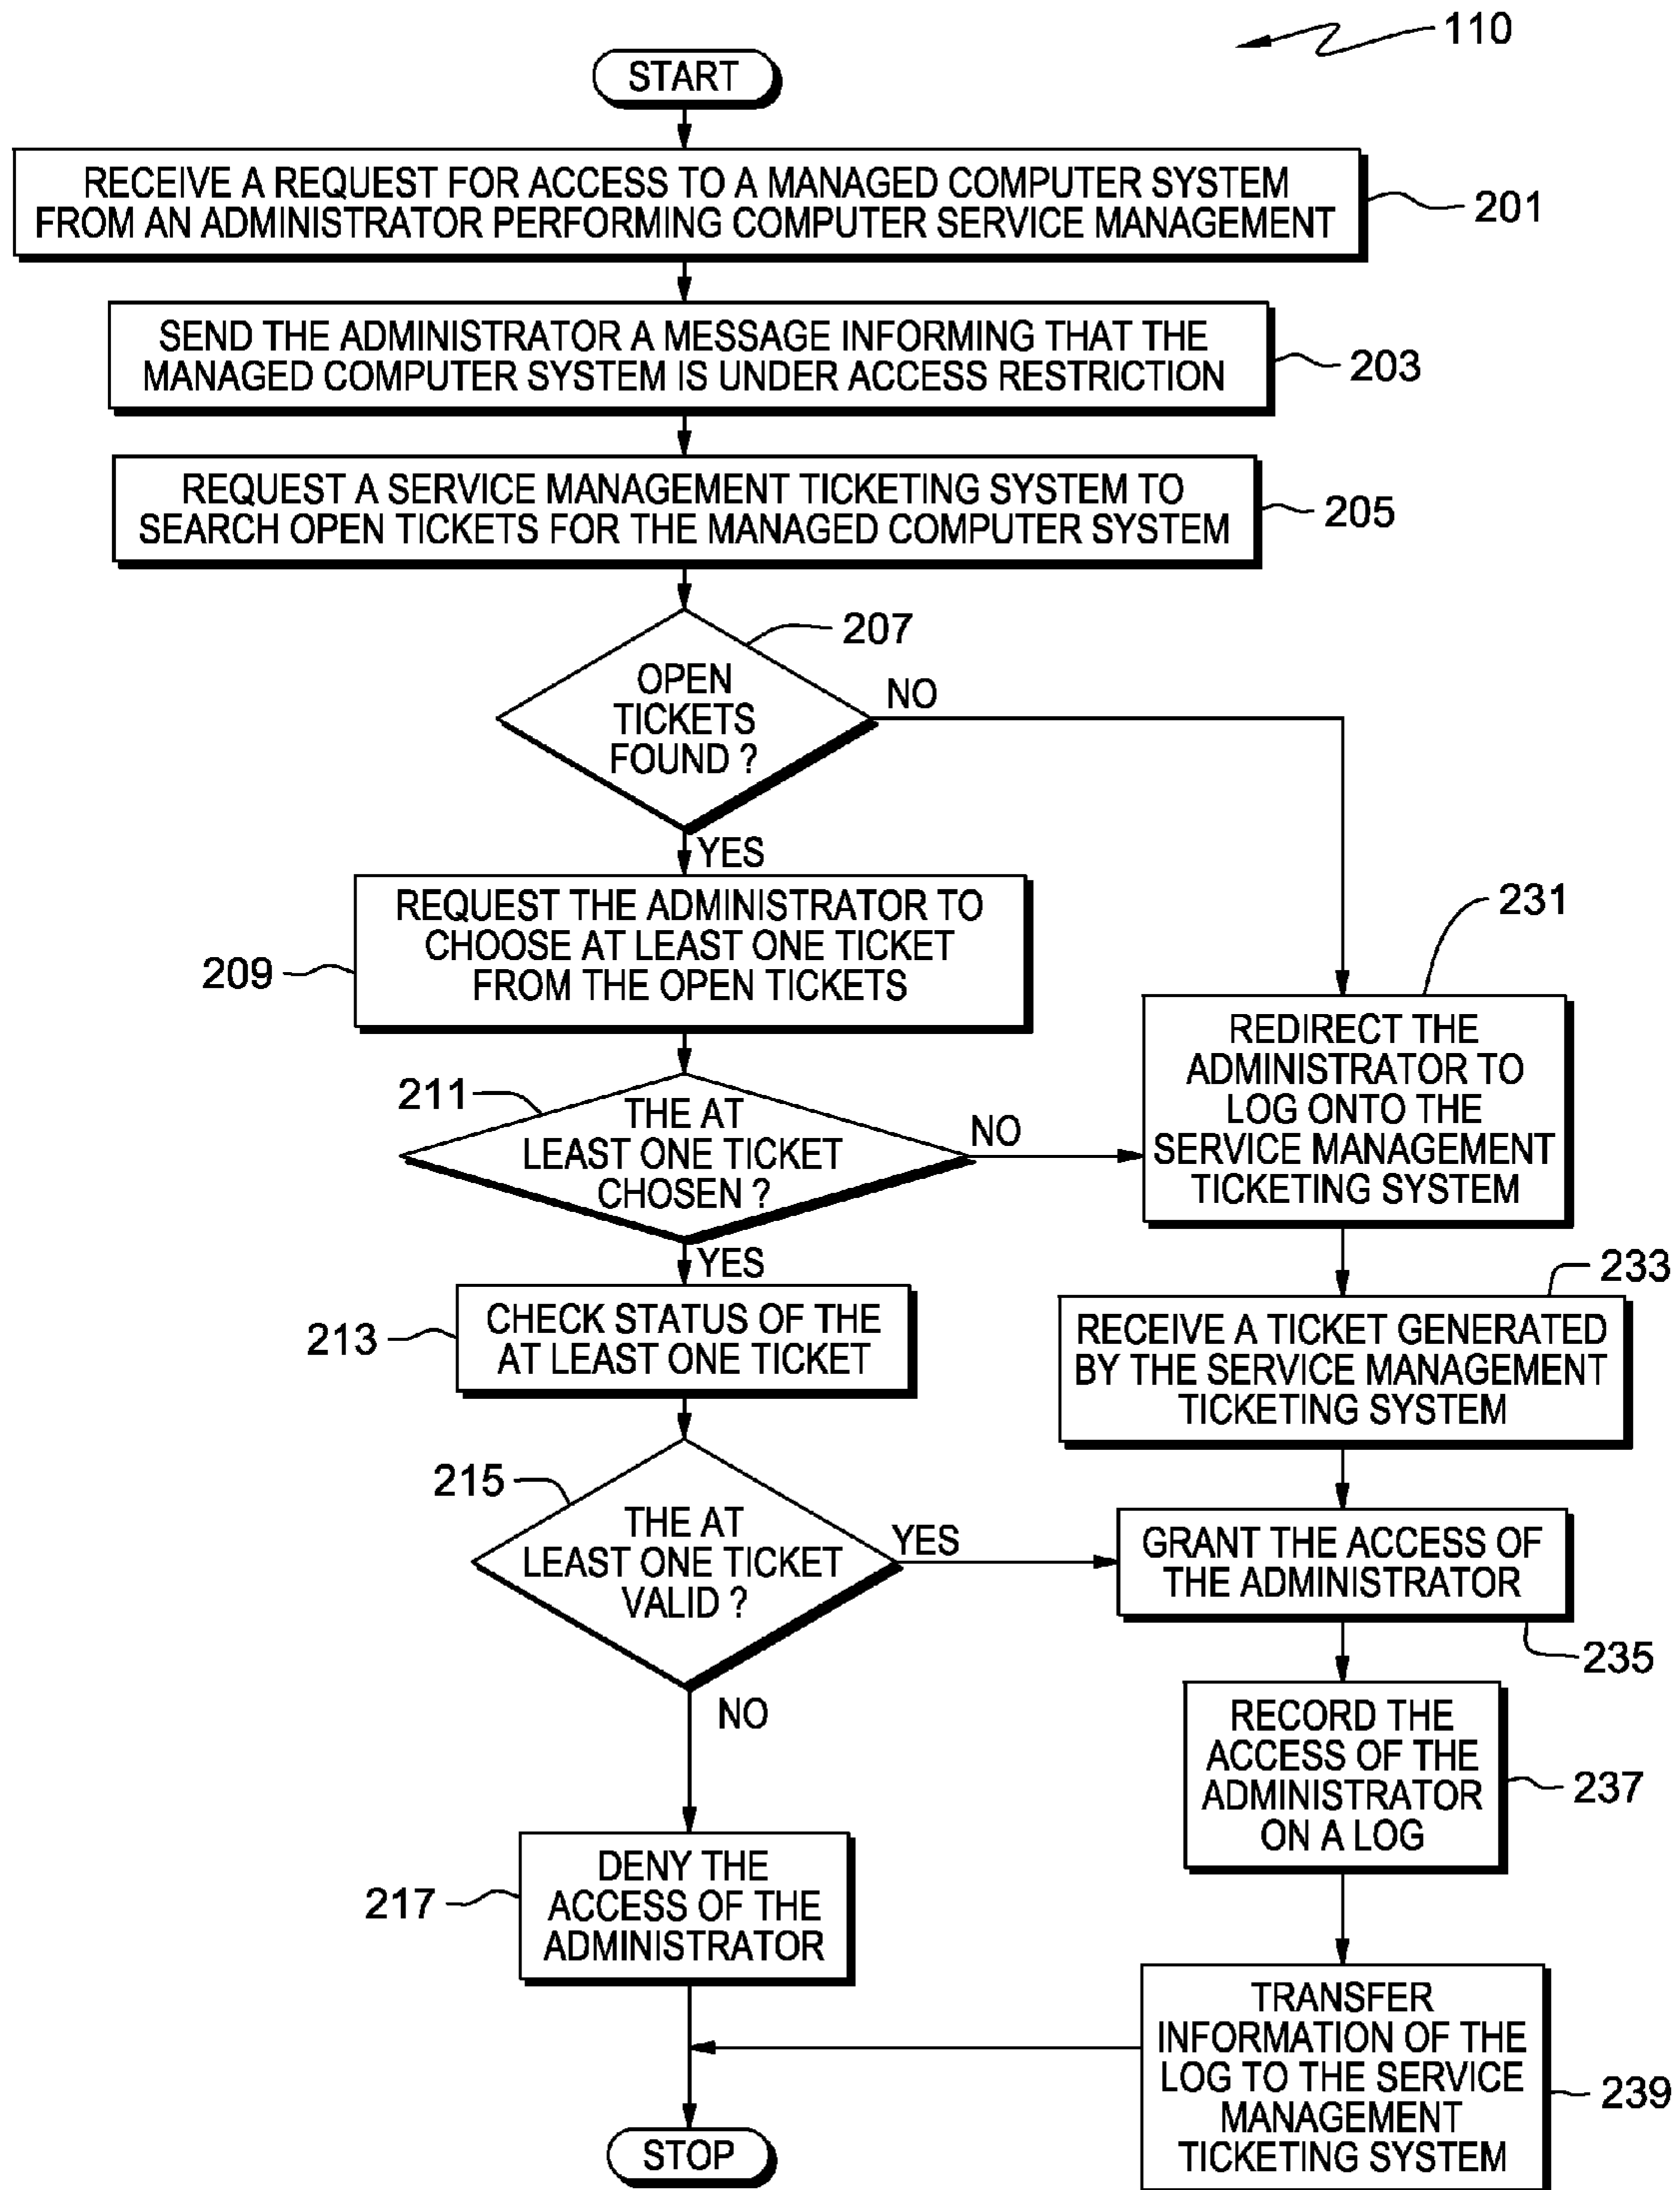 110
START
RECEIVE A REQUEST FOR ACCESS TO A MANAGED COMPUTER SYSTEM
FROM AN ADMINISTRATOR PERFORMING COMPUTER SERVICE MANAGEMENT
201
SEND THE ADMINISTRATOR A MESSAGE INFORMING THAT THE
MANAGED COMPUTER SYSTEM IS UNDER ACCESS RESTRICTION
203
REQUEST A SERVICE MANAGEMENT TICKETING SYSTEM TO
SEARCH OPEN TICKETS FOR THE MANAGED COMPUTER SYSTEM
205
207
OPEN
TICKETS
FOUND ?
NO
YES
REQUEST THE ADMINISTRATOR TO
CHOOSE AT LEAST ONE TICKET
FROM THE OPEN TICKETS
209
231
REDIRECT THE
ADMINISTRATOR TO
LOG ONTO THE
SERVICE MANAGEMENT
TICKETING SYSTEM
211
THE AT
LEAST ONE TICKET
CHOSEN ?
NO
YES
233
CHECK STATUS OF THE
AT LEAST ONE TICKET
213
RECEIVE A TICKET GENERATED
BY THE SERVICE MANAGEMENT
TICKETING SYSTEM
215
THE AT
LEAST ONE TICKET
VALID ?
YES
NO
GRANT THE ACCESS OF
THE ADMINISTRATOR
235
RECORD THE
ACCESS OF THE
ADMINISTRATOR
ON A LOG
237
DENY THE
ACCESS OF THE
ADMINISTRATOR
217
TRANSFER
INFORMATION OF THE
LOG TO THE SERVICE
MANAGEMENT
TICKETING SYSTEM
239
STOP